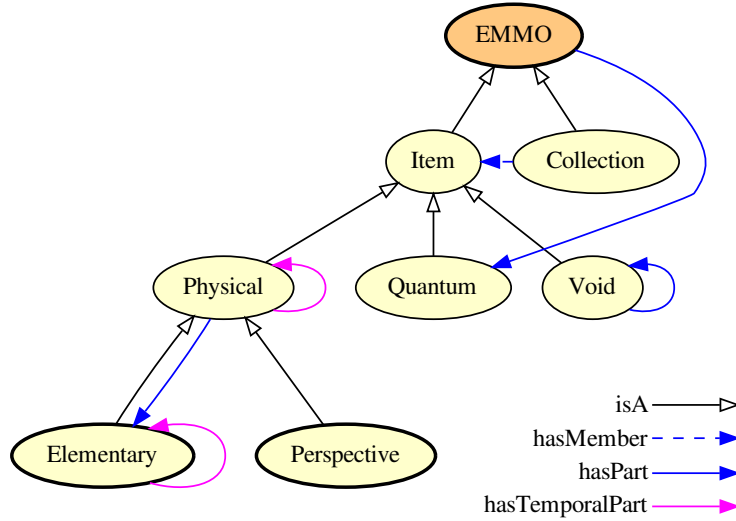 EMMO
Item
Collection
Physical
Quantum
Void
Elementary
Perspective
isA
hasMember
hasPart
hasTemporalPart